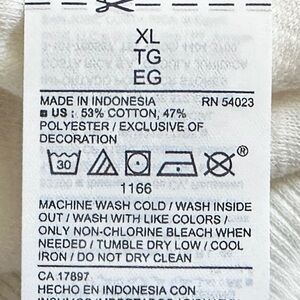 XL
TG
EG
MADE IN INDONESIA RN 54023
US : 53% COTTON, 47%
POLYESTER / EXCLUSIVE OF
DECORATION
30
®
1166
MACHINE WASH COLD / WASH INSIDE
OUT / WASH WITH LIKE COLORS /
ONLY NON-CHLORINE BLEACH WHEN
NEEDED / TUMBLE DRY LOW / COOL
IRON / DO NOT DRY CLEAN
CA 17897
HECHO EN INDONESIA CON